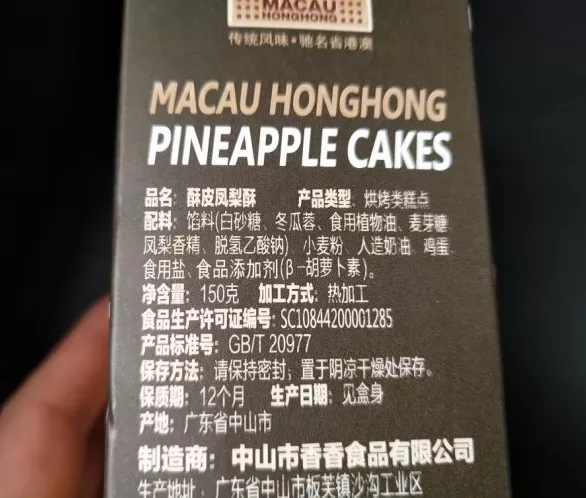 MACAU
HONGHONG
传统风味·驰名省港澳
MACAU HONGHONG
PINEAPPLE CAKES
品名：酥皮凤梨酥 产品类型：烘烤类糕点
配料：馅料(白砂糖、冬瓜蓉、食用植物油、麦芽糖、
凤梨香精、脱氢乙酸钠)、小麦粉、人造奶油、鸡蛋、
食用盐、食品添加剂(β-胡萝卜素)。
净含量：150克 加工方式：热加工
食品生产许可证编号：SC10844200001285
产品标准号：GB/T 20977
保存方法：请保持密封；置于阴凉干燥处保存。
保质期：12个月 生产日期：见盒身
产地：广东省中山市
制造商：中山市香香食品有限公司
生产地址：广东省中山市板芙镇沙沟工业区